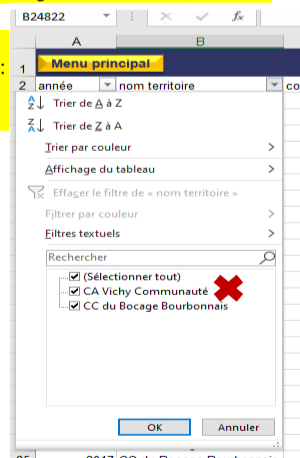 B24822
fx
A B
:
1 Menu principal
2 année nom territoire co
Trier de A à Z
Trier de Z à A
Trier par couleur
Affichage du tableau
Effacer le filtre de « nom territoire »
Filtrer par couleur
Filtres textuels
Rechercher
(Sélectionner tout)
CA Vichy Communauté
CC du Bocage Bourbonnais
OK Annuler